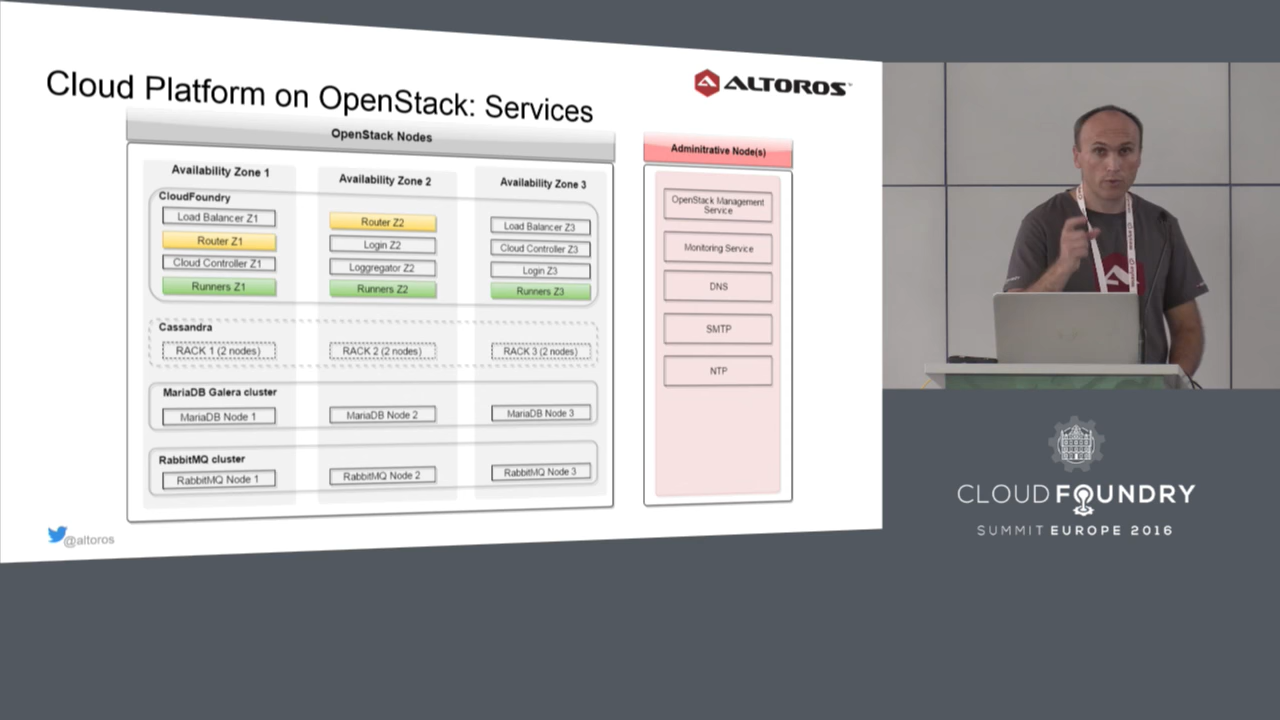 Cloud Platform on OpenStack: Services
ALTOROS
OpenStack Nodes
Availability Zone 1
Availability Zone 2
Availability Zone 3
CloudFoundry
Load Balancer Z1
Router Z1
Cloud Controller Z1
Runners Z1
Router Z2
Login Z2
Loggregator Z2
Runners Z2
Load Balancer Z3
Cloud Controller Z3
Login Z3
Runners Z3
Cassandra
RACK 1 (2 nodes)
RACK 2 (2 nodes)
RACK 3 (2 nodes)
MariaDB Galera cluster
MariaDB Node 1
MariaDB Node 2
MariaDB Node 3
RabbitMQ cluster
RabbitMQ Node 1
RabbitMQ Node 2
RabbitMQ Node 3
Adminitrative Node(s)
OpenStack Management
Service
Monitoring Service
DNS
SMTP
NTP
@altoros
CLOUD FOUNDRY
SUMMIT EUROPE 2016